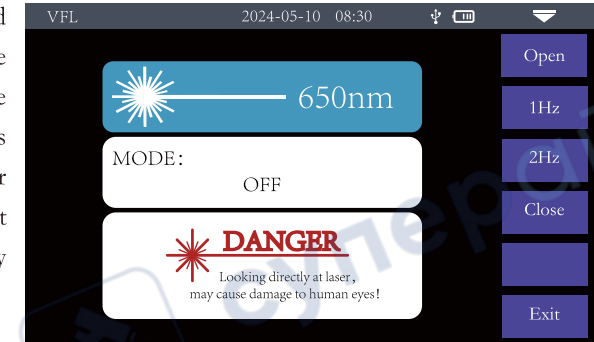 VFL 2024-05-10 08:30
650nm
MODE:
OFF
DANGER
Looking directly at laser,
may cause damage to human eyes!
Open
1Hz
2Hz
Close
Exit